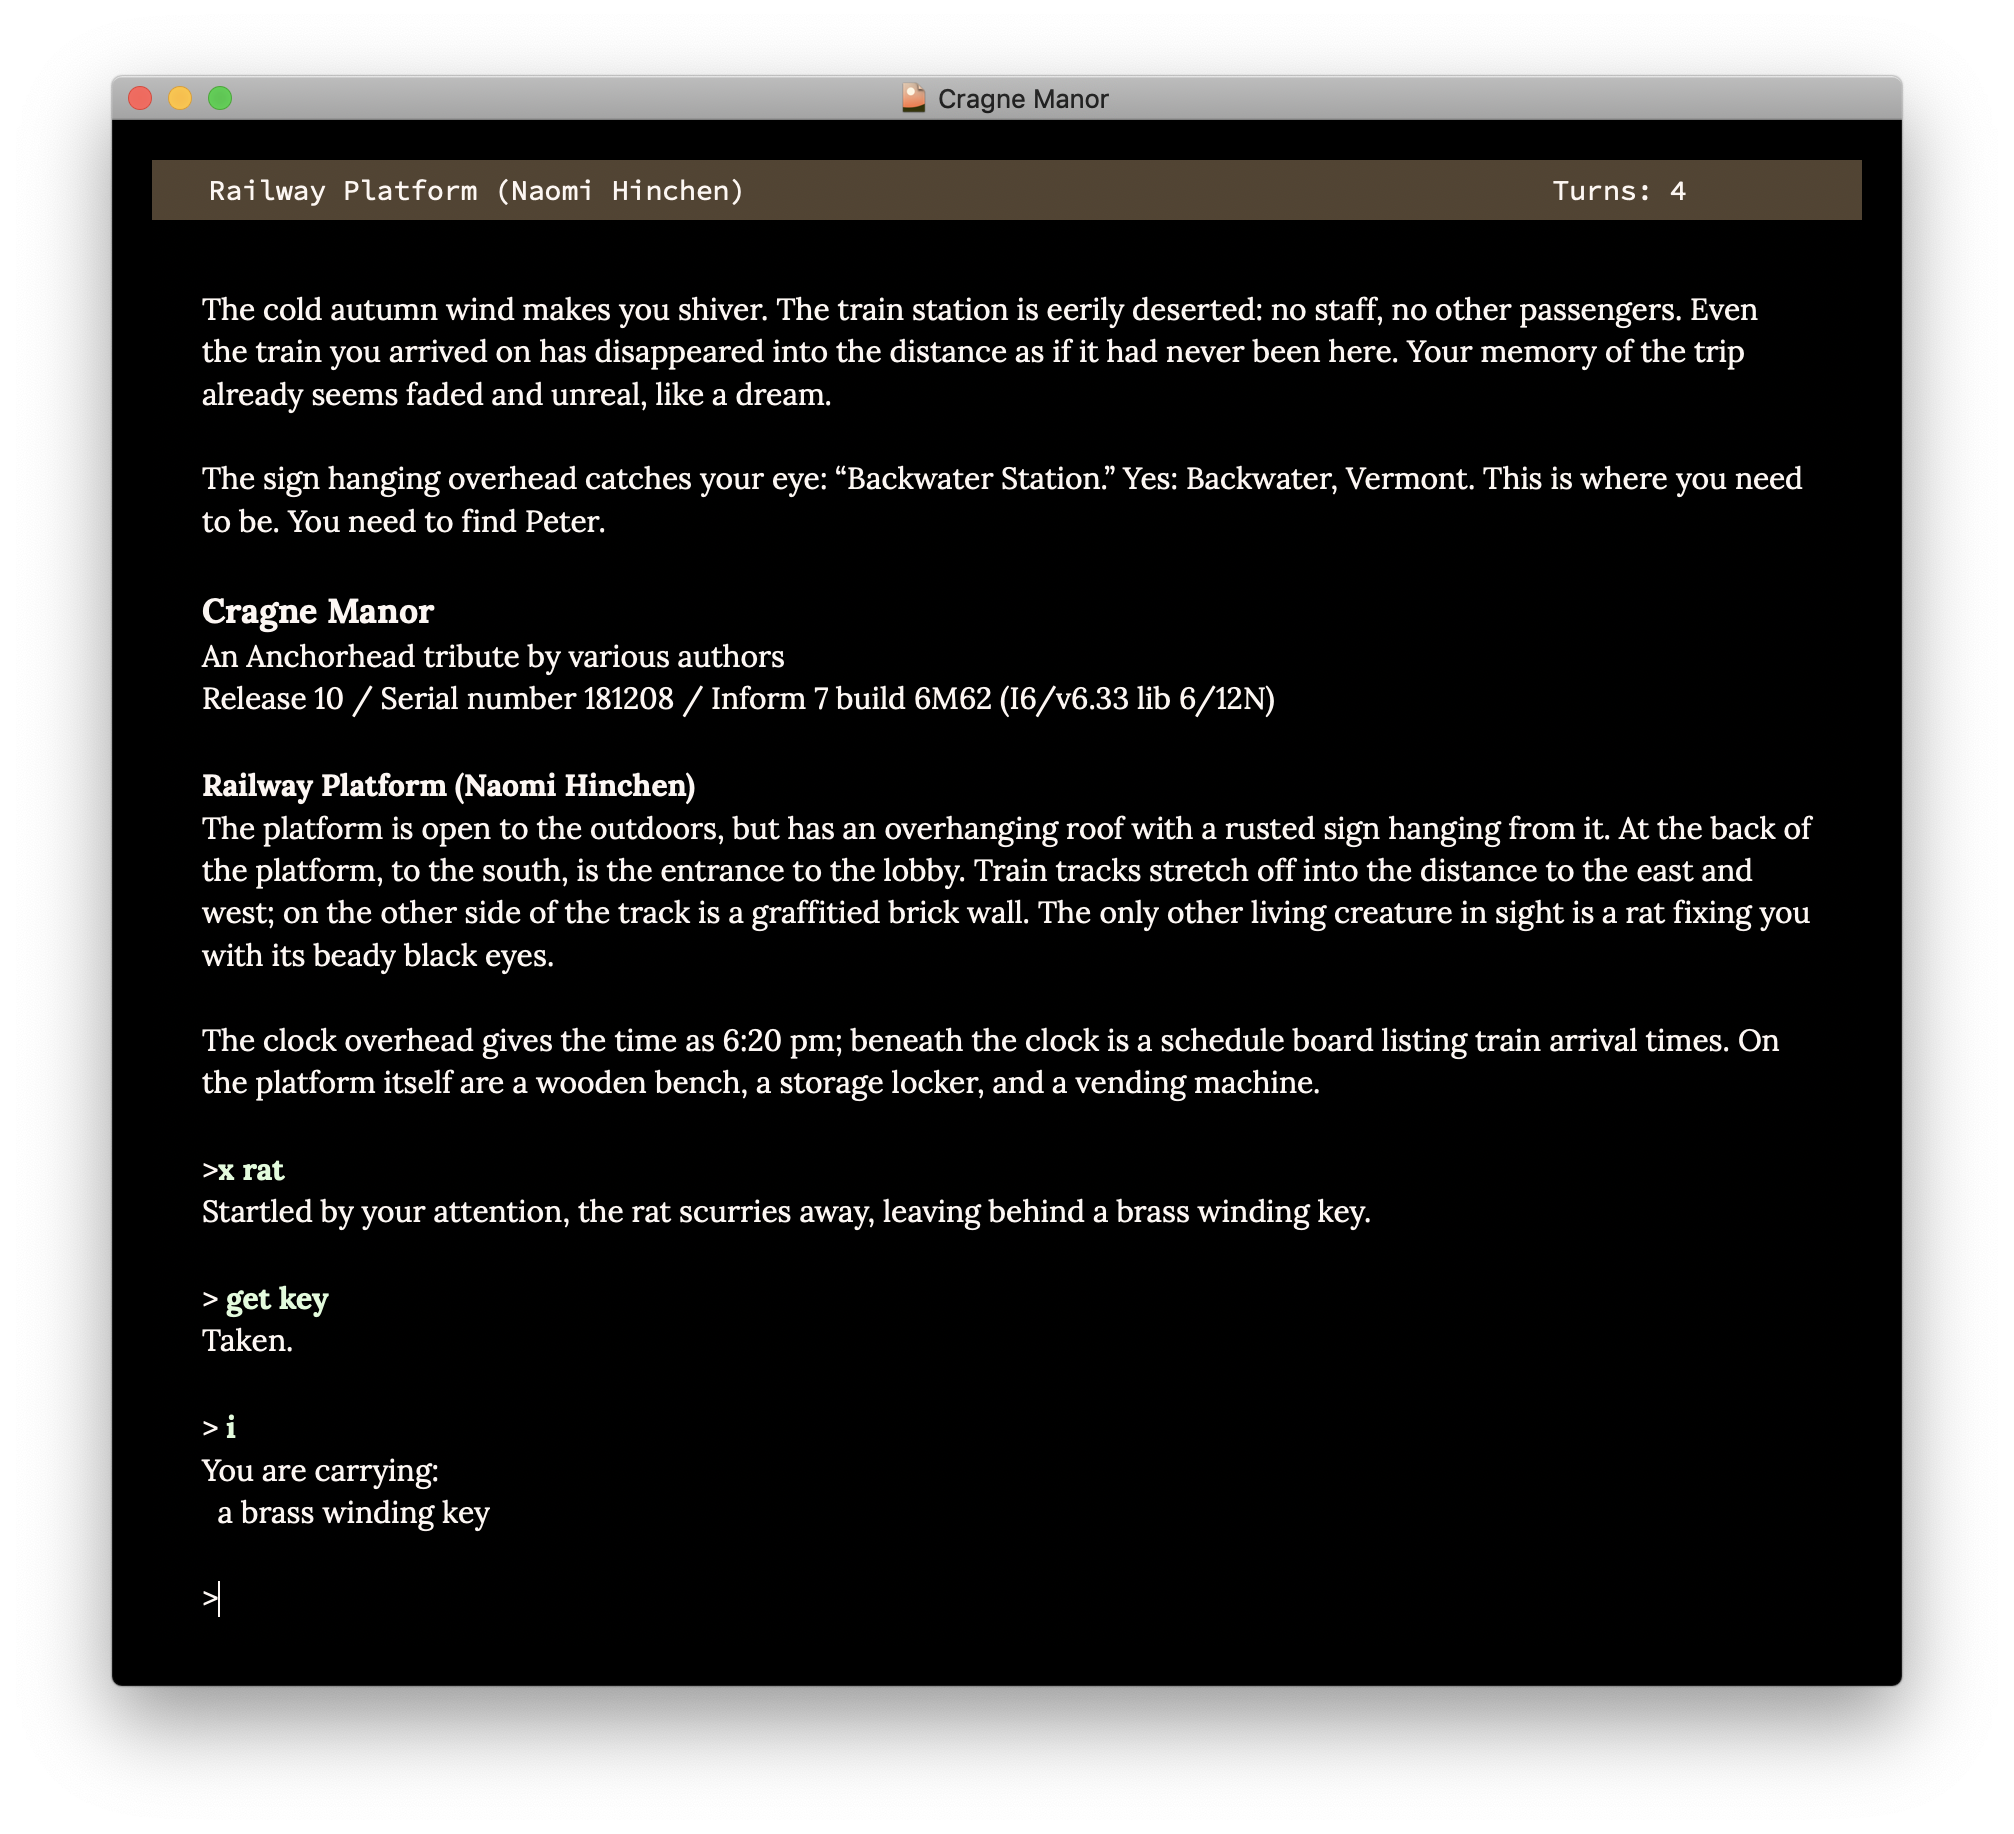 Cragne Manor
Railway Platform (Naomi Hinchen) Turns: 4
The cold autumn wind makes you shiver. The train station is eerily deserted: no staff, no other passengers. Even
the train you arrived on has disappeared into the distance as if it had never been here. Your memory of the trip
already seems faded and unreal, like a dream.
The sign hanging overhead catches your eye: “Backwater Station.” Yes: Backwater, Vermont. This is where you need
to be. You need to find Peter.
Cragne Manor
An Anchorhead tribute by various authors
Release 10 / Serial number 181208 / Inform 7 build 6M62 (I6/v6.33 lib 6/12N)
Railway Platform (Naomi Hinchen)
The platform is open to the outdoors, but has an overhanging roof with a rusted sign hanging from it. At the back of
the platform, to the south, is the entrance to the lobby. Train tracks stretch off into the distance to the east and
west; on the other side of the track is a graffitied brick wall. The only other living creature in sight is a rat fixing you
with its beady black eyes.
The clock overhead gives the time as 6:20 pm; beneath the clock is a schedule board listing train arrival times. On
the platform itself are a wooden bench, a storage locker, and a vending machine.
>x rat
Startled by your attention, the rat scurries away, leaving behind a brass winding key.
> get key
Taken.
> i
You are carrying:
a brass winding key
>